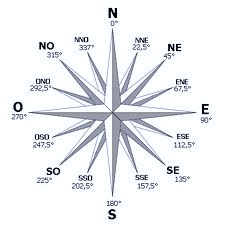 N
0°
NNO
337°
NNE
22,5°
NO
315°
NE
45°
ONO
292,5°
ENE
67,5°
O
270°
E
90°
OSO
247,5°
ESE
112,5°
SO
225°
SE
135°
SSO
202,5°
SSE
157,5°
180°
S